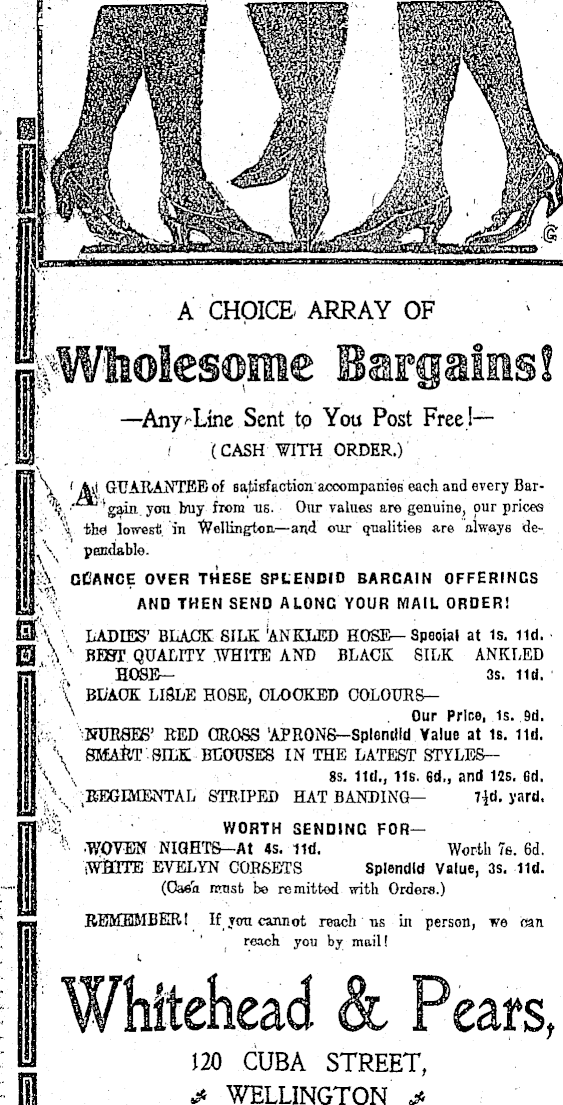 G
A CHOICE ARRAY OF
Wholesome Bargains!
—Any Line Sent to You Post Free!—
(CASH WITH ORDER.)
A GUARANTEE of satisfaction accompanies each and every Bar-
gain you buy from us. Our values are genuine, our prices
the lowest in Wellington—and our qualities are always de-
pendable.
GLANCE OVER THESE SPLENDID BARGAIN OFFERINGS
AND THEN SEND ALONG YOUR MAIL ORDER!
LADIES' BLACK SILK ANKLED HOSE—Special at 1s. 11d.
BEST QUALITY WHITE AND BLACK SILK ANKLED
HOSE— 3s. 11d.
BLACK LISLE HOSE, CLOCKED COLOURS—
Our Price, 1s. 9d.
NURSES' RED CROSS APRONS—Splendid Value at 1s. 11d.
SMART SILK BLOUSES IN THE LATEST STYLES—
8s. 11d., 11s. 6d., and 12s. 6d.
REGIMENTAL STRIPED HAT BANDING— 7½d. yard.
WORTH SENDING FOR—
WOVEN NIGHTS—At 4s. 11d. Worth 7s. 6d.
WHITE EVELYN CORSETS Splendid Value, 3s. 11d.
(Cash must be remitted with Orders.)
REMEMBER! If you cannot reach us in person, we can
reach you by mail!
Whitehead & Pears,
120 CUBA STREET,
WELLINGTON